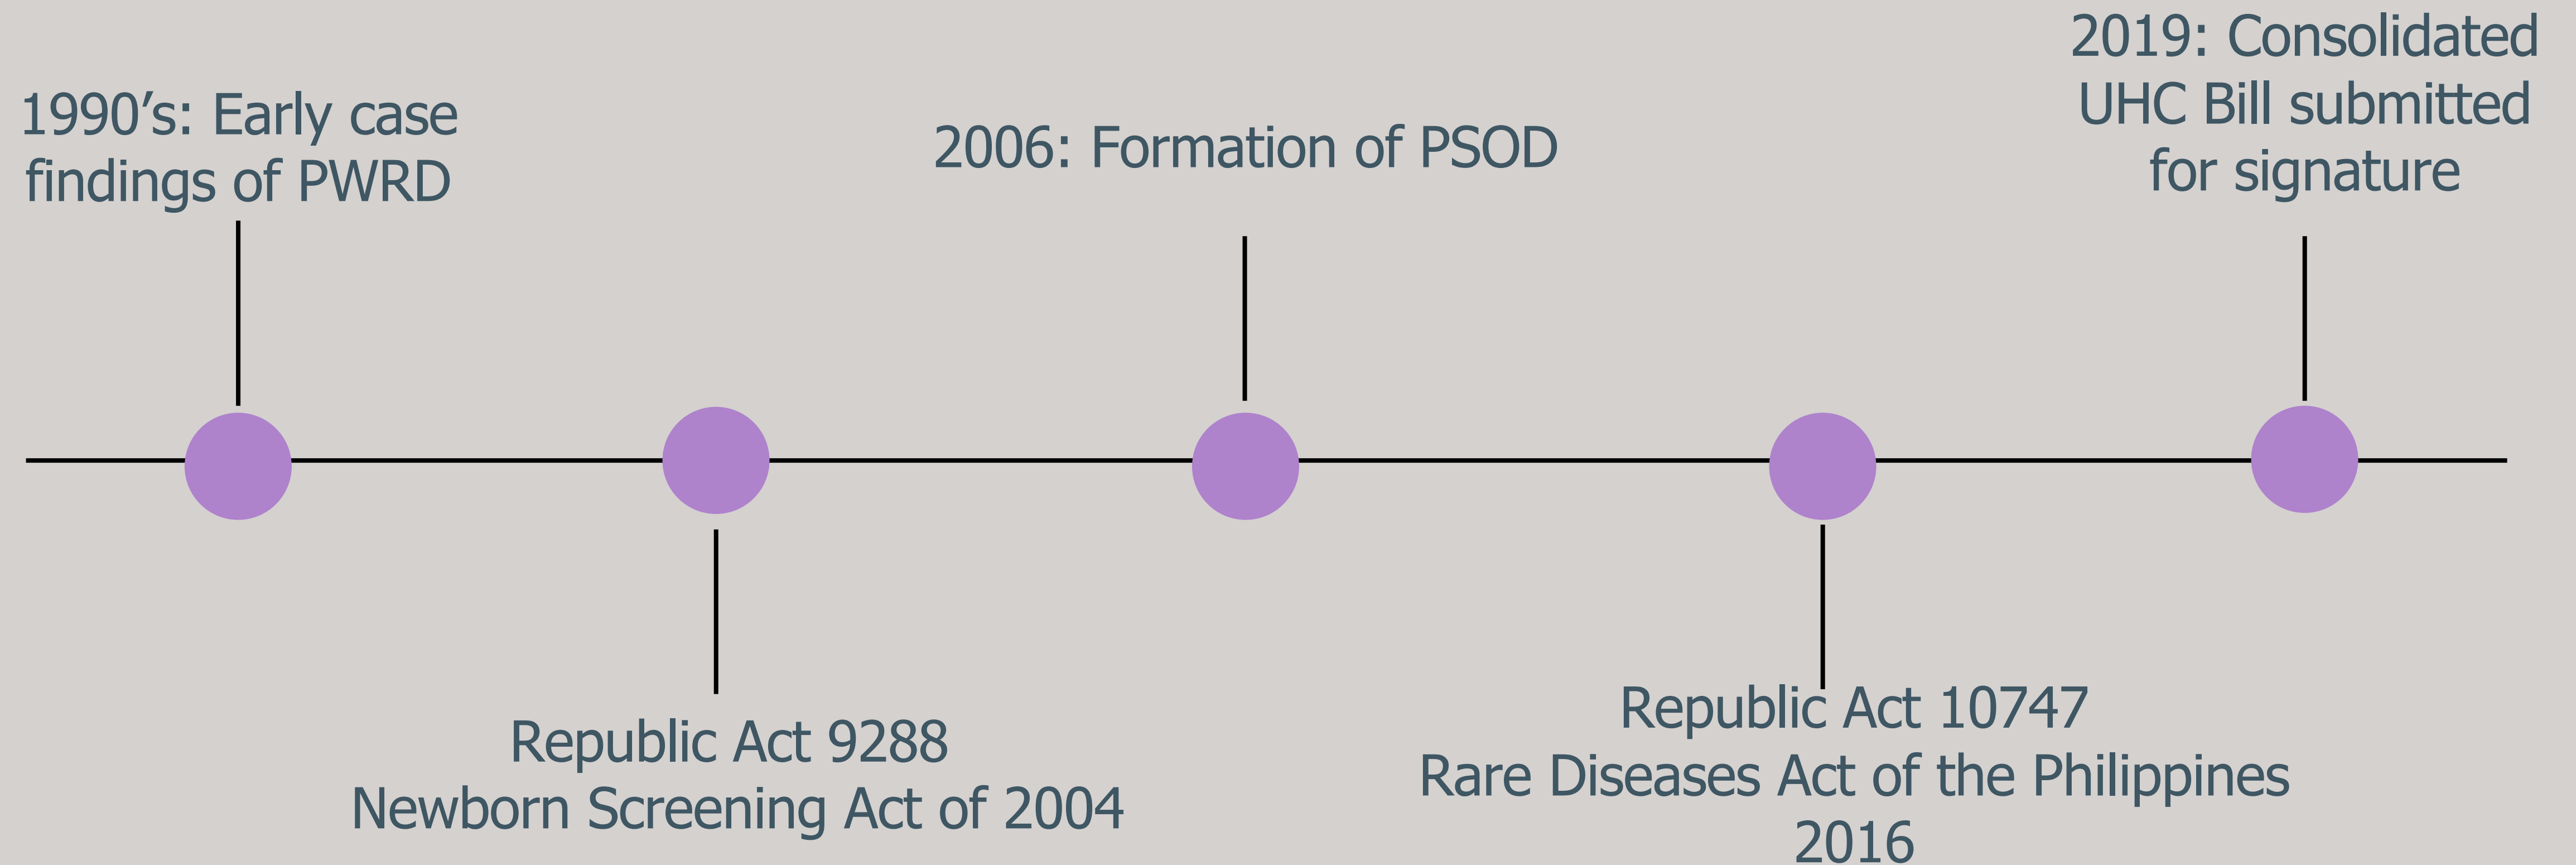 1990’s: Early case
findings of PWRD
Republic Act 9288
Newborn Screening Act of 2004
2006: Formation of PSOD
Republic Act 10747
Rare Diseases Act of the Philippines
2016
2019: Consolidated
UHC Bill submitted
for signature